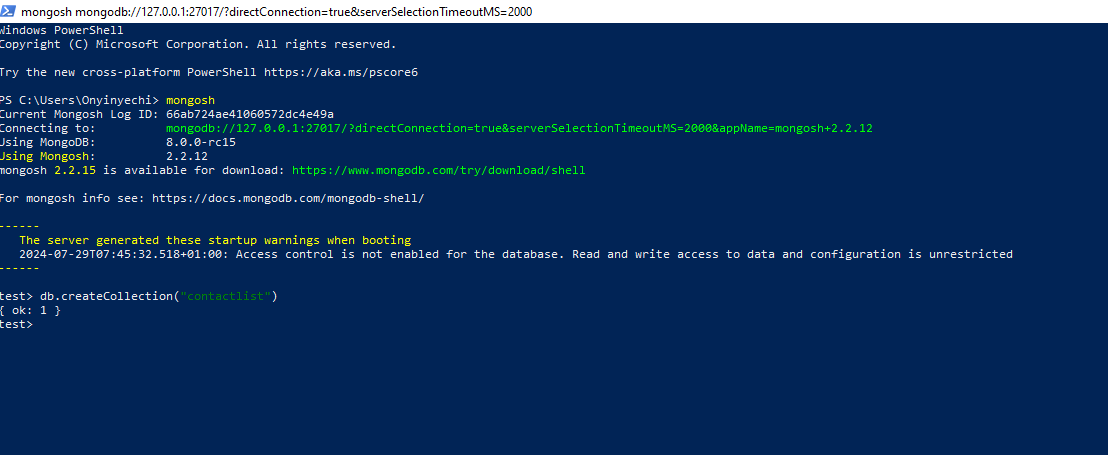 mongosh mongodb://127.0.0.1:27017/?directConnection=true&serverSelectionTimeoutMS=2000
Windows PowerShell
Copyright (C) Microsoft Corporation. All rights reserved.
Try the new cross-platform PowerShell https://aka.ms/pscore6
PS C:\Users\Onyinyechi> mongosh
Current Mongosh Log ID: 66ab724ae41060572dc4e49a
Connecting to: mongodb://127.0.0.1:27017/?directConnection=true&serverSelectionTimeoutMS=2000&appName=mongosh+2.2.12
Using MongoDB: 8.0.0-rc15
Using Mongosh: 2.2.12
mongosh 2.2.15 is available for download: https://www.mongodb.com/try/download/shell
For mongosh info see: https://docs.mongodb.com/mongodb-shell/
------
The server generated these startup warnings when booting
2024-07-29T07:45:32.518+01:00: Access control is not enabled for the database. Read and write access to data and configuration is unrestricted
------
test> db.createCollection("contactlist")
{ ok: 1 }
test>